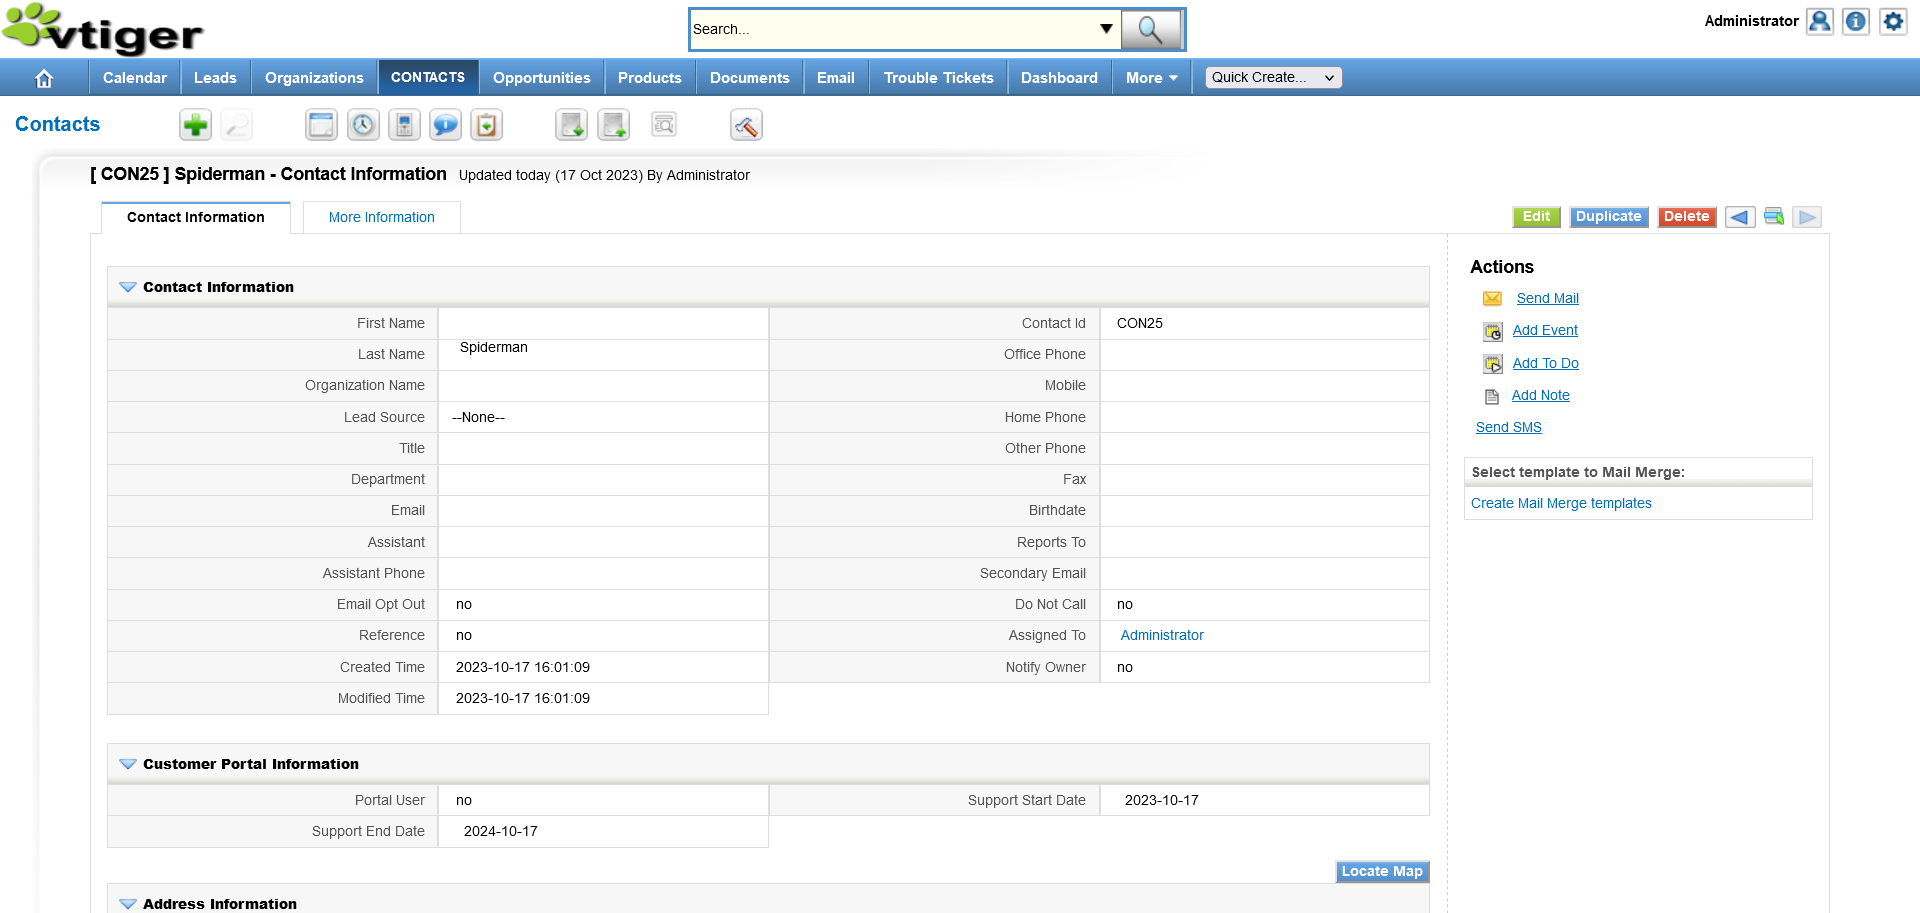 vtiger
Search...
Administrator
Calendar Leads Organizations CONTACTS Opportunities Products Documents Email Trouble Tickets Dashboard More Quick Create...
Contacts
[ CON25 ] Spiderman - Contact Information Updated today (17 Oct 2023) By Administrator
Contact Information More Information
Edit Duplicate Delete
Contact Information
First Name Contact Id CON25
Last Name Spiderman Office Phone
Organization Name Mobile
Lead Source --None-- Home Phone
Title Other Phone
Department Fax
Email Birthdate
Assistant Reports To
Assistant Phone Secondary Email
Email Opt Out no Do Not Call no
Reference no Assigned To Administrator
Created Time 2023-10-17 16:01:09 Notify Owner no
Modified Time 2023-10-17 16:01:09
Customer Portal Information
Portal User no Support Start Date 2023-10-17
Support End Date 2024-10-17
Locate Map
Address Information
Actions
Send Mail
Add Event
Add To Do
Add Note
Send SMS
Select template to Mail Merge:
Create Mail Merge templates